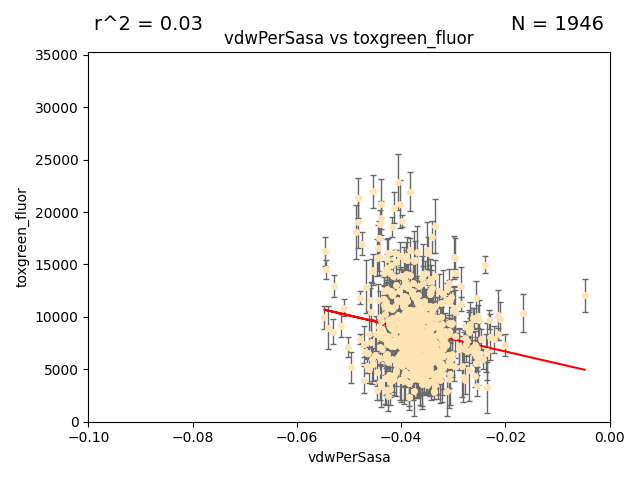 r^2 = 0.03
N = 1946
vdwPerSasa vs toxgreen_fluor
35000
30000
25000
20000
15000
10000
5000
0
toxgreen_fluor
−0.10
−0.08
−0.06
−0.04
−0.02
0.00
vdwPerSasa